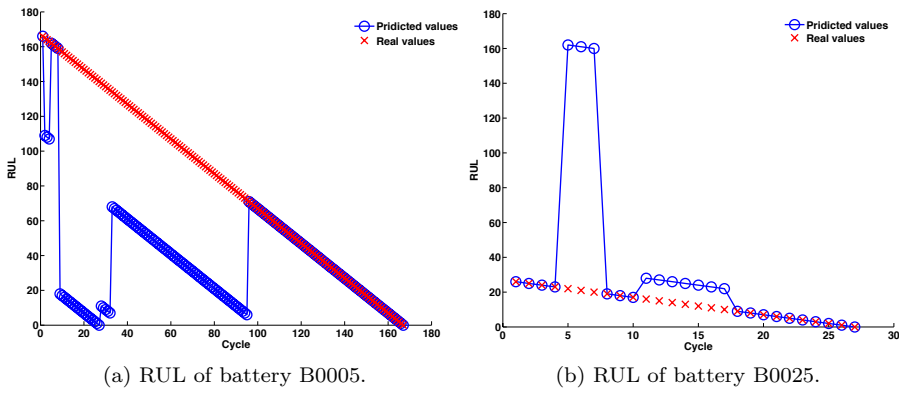 180
160
140
120
100
80
60
40
20
0
RUL
0 20 40 60 80 100 120 140 160 180
Cycle
Pridicted values
Real values
(a) RUL of battery B0005.
180
160
140
120
100
80
60
40
20
0
RUL
0 5 10 15 20 25 30
Cycle
Pridicted values
Real values
(b) RUL of battery B0025.